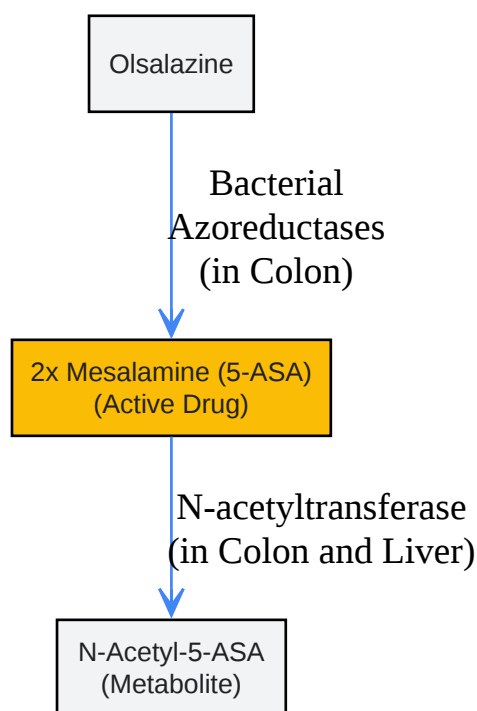 Olsalazine
Bacterial
Azoreductases
(in Colon)
2x Mesalamine (5-ASA)
(Active Drug)
N-acetyltransferase
(in Colon and Liver)
N-Acetyl-5-ASA
(Metabolite)